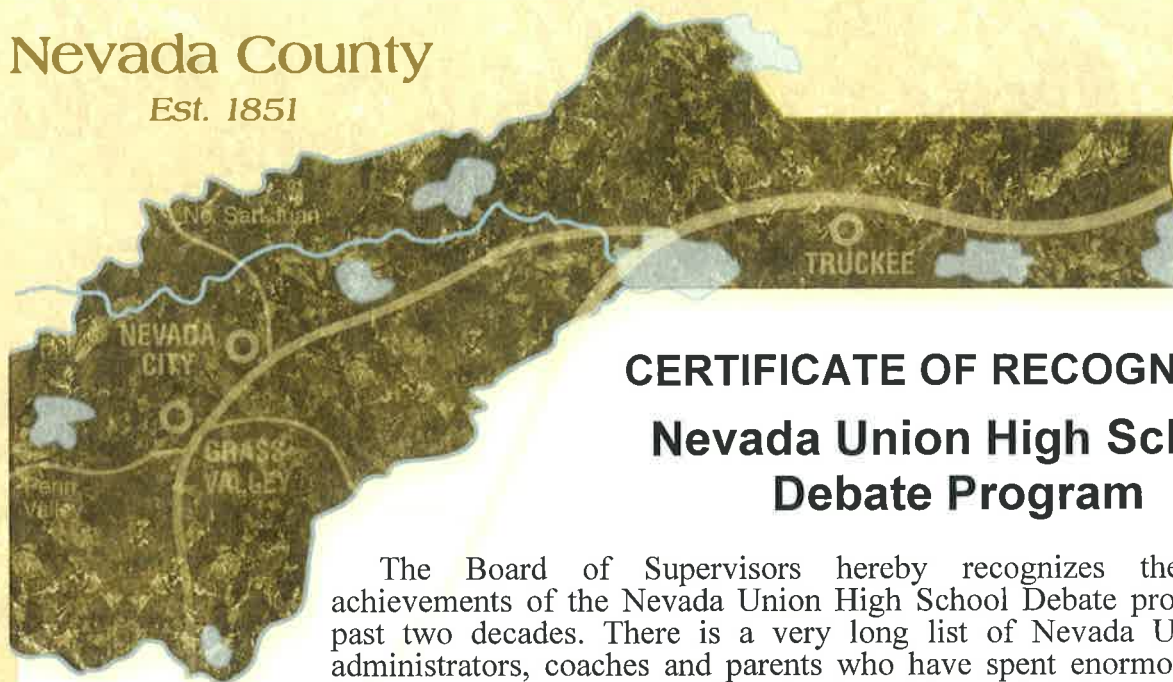 Nevada County
Est. 1851
No. San Juan
TRUCKEE
NEVADA
CITY
GRASS
VALLEY
Penn
Valley
CERTIFICATE OF RECOGN
Nevada Union High Sc
Debate Program
The Board of Supervisors hereby recognizes the
achievements of the Nevada Union High School Debate pro
past two decades. There is a very long list of Nevada U
administrators, coaches and parents who have spent enormo